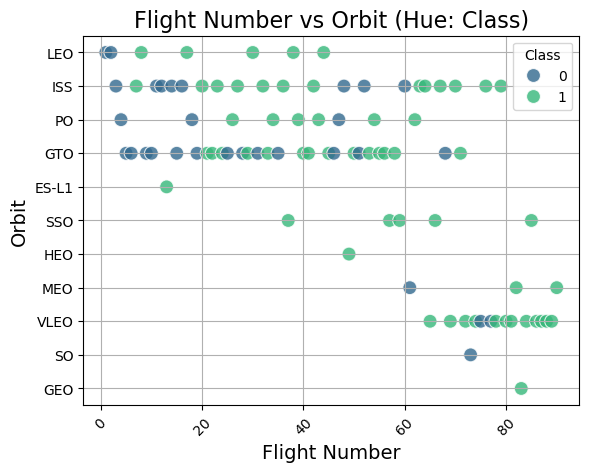 Flight Number vs Orbit (Hue: Class)
Class
0
1
Orbit
LEO
ISS
PO
GTO
ES-L1
SSO
HEO
MEO
VLEO
SO
GEO
0
20
40
60
80
Flight Number